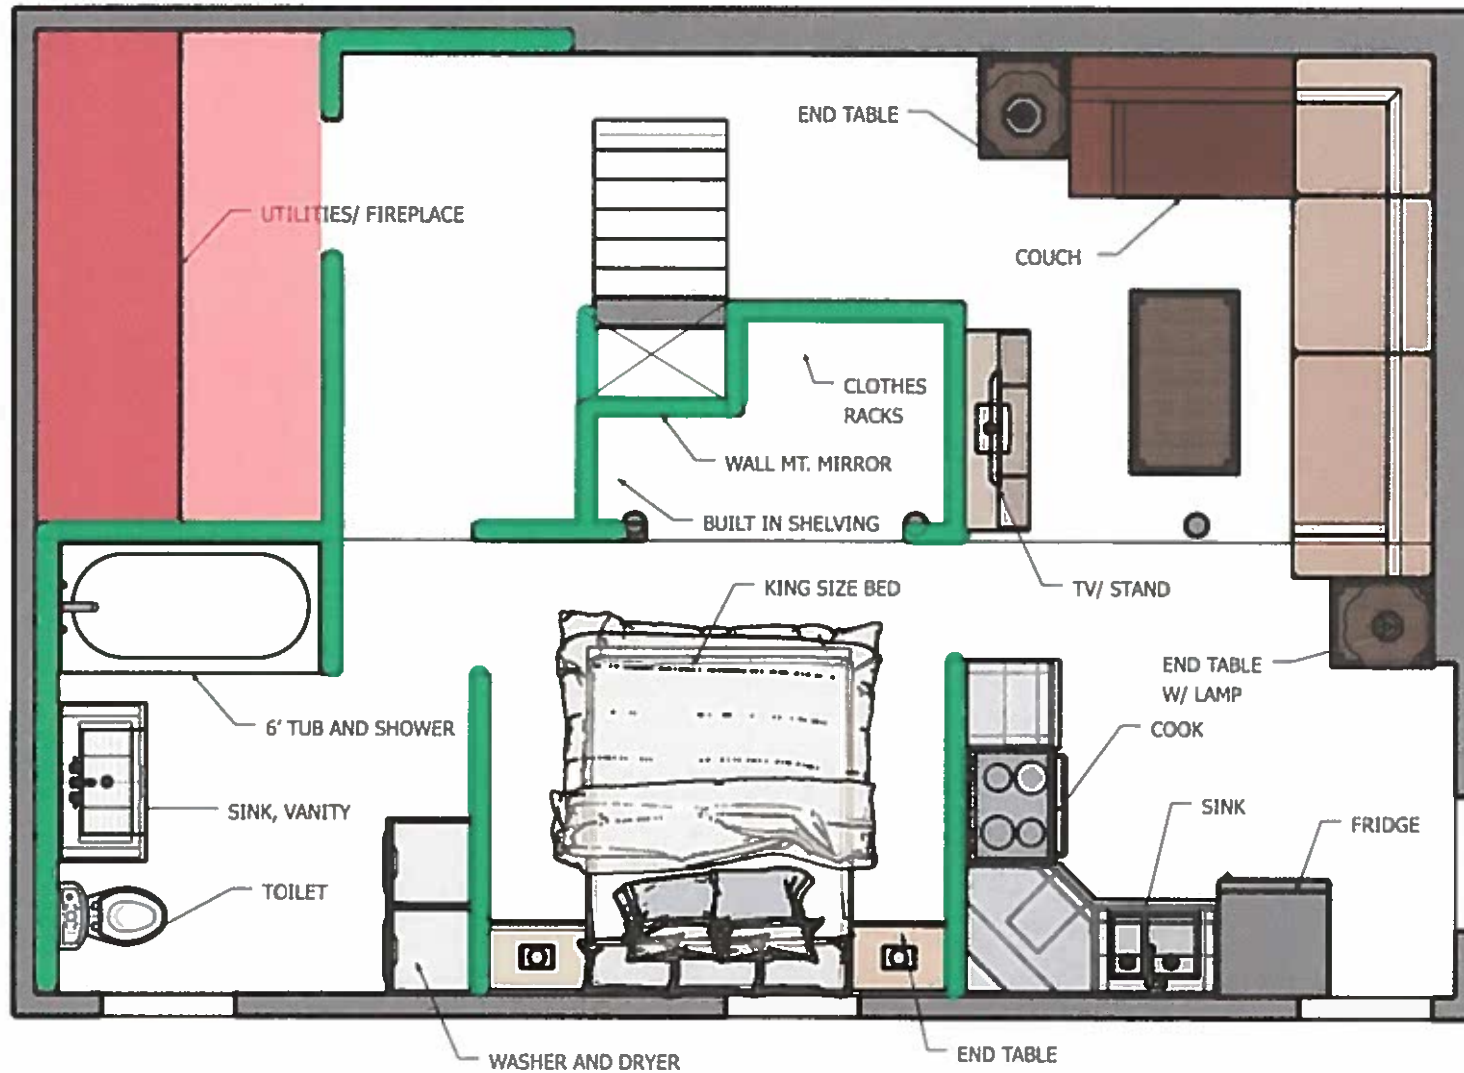 END TABLE
UTILITIES/ FIREPLACE
COUCH
CLOTHES
RACKS
WALL MT. MIRROR
BUILT IN SHELVING
KING SIZE BED
TV/ STAND
END TABLE
W/ LAMP
6' TUB AND SHOWER
COOK
SINK, VANITY
SINK
FRIDGE
TOILET
WASHER AND DRYER
END TABLE